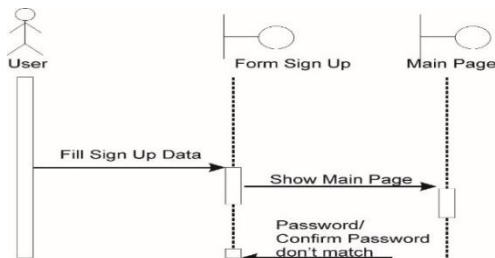 User
Form Sign Up
Main Page
Fill Sign Up Data
Show Main Page
Password/
Confirm Password
don't match